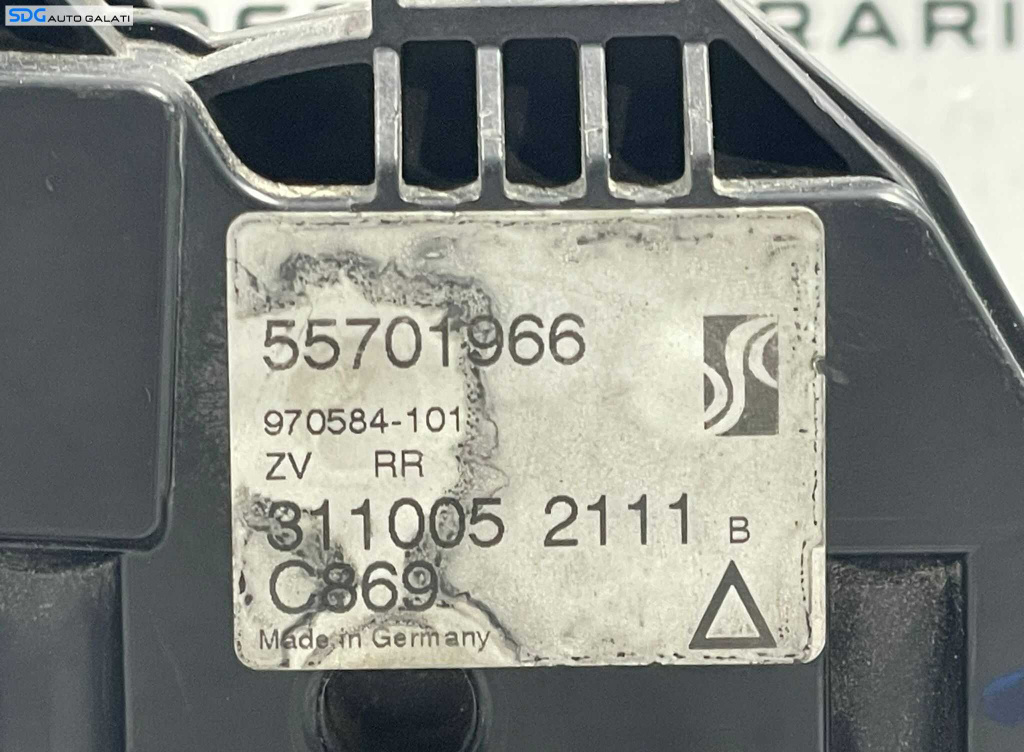 SDG AUTO GALATI
55701966
970584-101
ZV RR
311005 2111 B
C869
Made in Germany